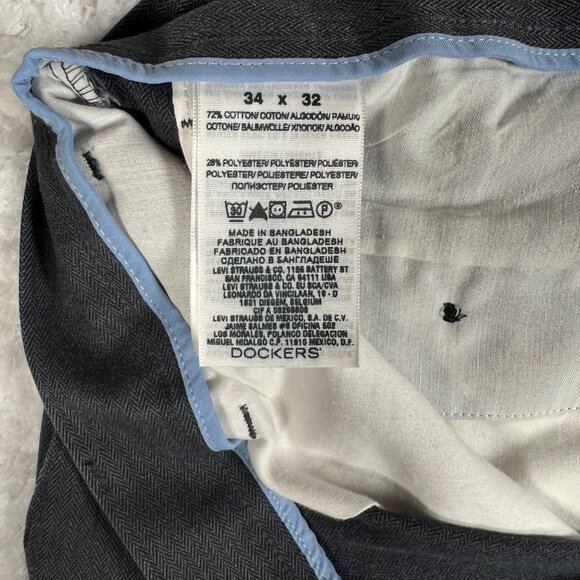 34 x 32
72% COTTON/ COTON/ ALGODÓN/ PAMUK/
COTONE/ BAUMWOLLE/ ХЛОПОК/ ALGODÃO
28% POLYESTER/ POLYESTER/ POLIÉSTER/
POLYESTER/ POLIESTERE/ POLYESTER/
ПОЛИЭСТЕР/ POLIÉSTER
MADE IN BANGLADESH
FABRIQUE AU BANGLADESH
FABRICADO EN BANGLADESH
СДЕЛАНО В БАНГЛАДЕШЕ
LEVI STRAUSS & CO. 1155 BATTERY ST
SAN FRANCISCO, CA 94111 USA
LEVI STRAUSS & CO. EU SCA/CVA
LEONARDO DA VINCILAAN, 19 - D
1831 DIEGEM, BELGIUM
CIF A
LEVI STRAUSS DE MEXICO, S.A. DE C.V.
JAIME BALMES #8 OFICINA 502
LOS MORALES, POLANCO DELEGACION
MIGUEL HIDALGO C.P. 11510 MEXICO, D.F.
DOCKERS®